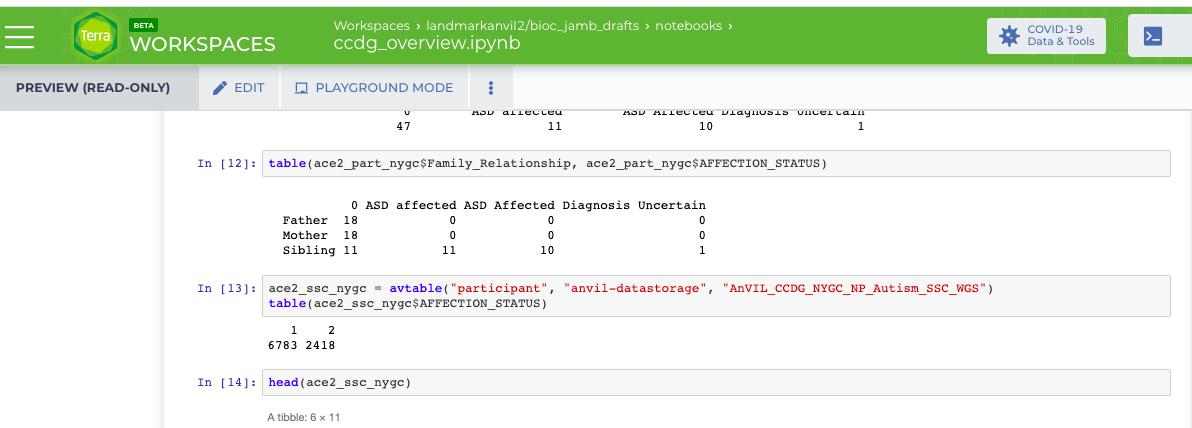 Terra
BETA
WORKSPACES
Workspaces › landmarkanvil2/bioc_jamb_drafts › notebooks ›
ccdg_overview.ipynb
COVID-19
Data & Tools
PREVIEW (READ-ONLY)
EDIT
PLAYGROUND MODE
0 ASD affected ASD Affected Diagnosis Uncertain
47 11 10 1
In [12]: table(ace2_part_nygc$Family_Relationship, ace2_part_nygc$AFFECTION_STATUS)
0 ASD affected ASD Affected Diagnosis Uncertain
Father 18 0 0 0
Mother 18 0 0 0
Sibling 11 11 10 1
In [13]: ace2_ssc_nygc = avtable("participant", "anvil-datastorage", "AnVIL_CCDG_NYGC_NP_Autism_SSC_WGS")
table(ace2_ssc_nygc$AFFECTION_STATUS)
1 2
6783 2418
In [14]: head(ace2_ssc_nygc)
A tibble: 6 × 11